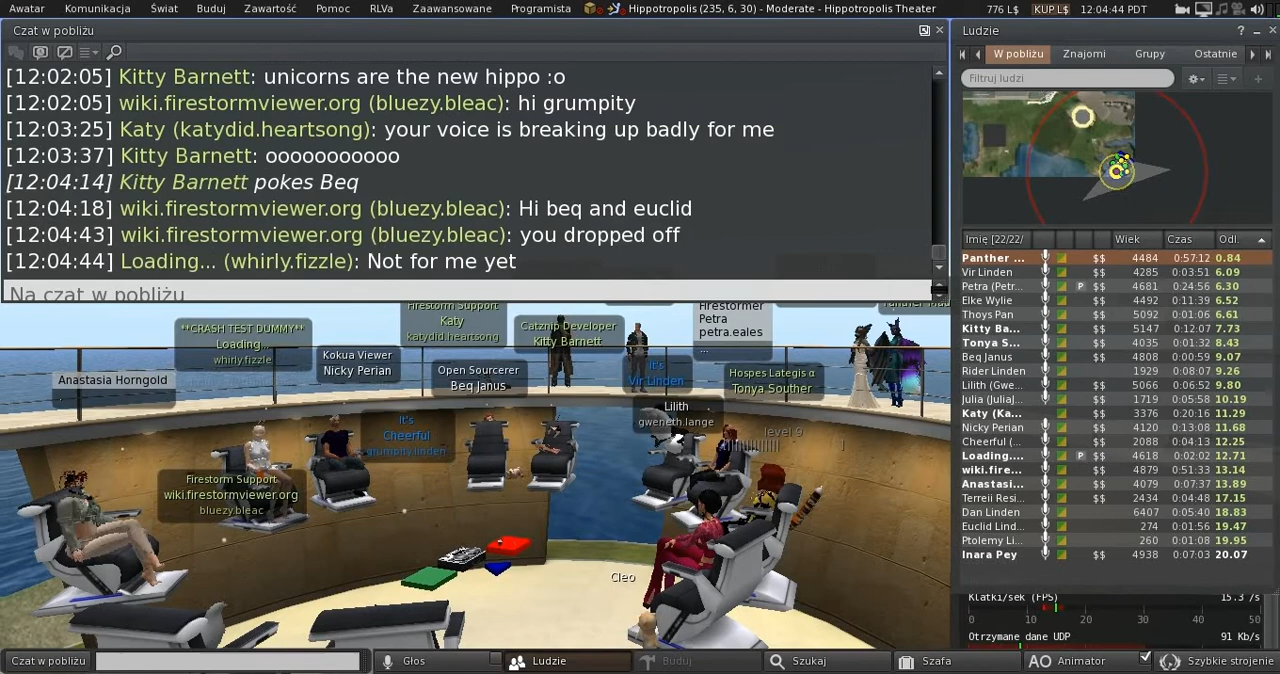 Awatar Komunikacja Świat Buduj Zawartość Pomoc RLVa Zaawansowane Programista Hippotropolis (235, 6, 30) - Moderate - Hippotropolis Theater 776 L$ KUP L$ 12:04:44 PDT
Czat w pobliżu
[12:02:05] Kitty Barnett: unicorns are the new hippo :o
[12:02:05] wiki.firestormviewer.org (bluezy.bleac): hi grumpity
[12:03:25] Katy (katydid.heartsong): your voice is breaking up badly for me
[12:03:37] Kitty Barnett: ooooooooooo
[12:04:14] Kitty Barnett pokes Beq
[12:04:18] wiki.firestormviewer.org (bluezy.bleac): Hi beq and euclid
[12:04:43] wiki.firestormviewer.org (bluezy.bleac): you dropped off
[12:04:44] Loading... (whirly.fizzle): Not for me yet
Na czat w pobliżu
Firestorm Support
Katy
katydid.heartsong
Firestormer
Petra
petra.eales
...
**CRASH TEST DUMMY**
Loading...
whirly.fizzle
Catznip Developer
Kitty Barnett
Kokua Viewer
Nicky Perian
Anastasia Horngold
Open Sourcerer
Beq Janus
It's
Vir Linden
Hospes Lategis α
Tonya Souther
Lilith
gweneth.lange
It's
Cheerful
grumpity.linden
level 9
Firestorm Support
wiki.firestormviewer.org
bluezy.bleac
Cleo
Ludzie
? _ ×
W pobliżu Znajomi Grupy Ostatnie
Filtruj ludzi
Imię [22/22/ Wiek Czas Odl.
Panther ... $$ 4484 0:57:12 0.84
Vir Linden 4285 0:03:51 6.09
Petra (Petr... P $$ 4681 0:24:56 6.30
Elke Wylie $$ 4492 0:11:39 6.52
Thoys Pan $$ 5092 0:01:06 6.61
Kitty Ba... $$ 5147 0:12:07 7.73
Tonya S... $$ 4035 0:01:32 8.43
Beq Janus $$ 4808 0:00:59 9.07
Rider Linden 1929 0:08:07 9.26
Lilith (Gwe... $$ 5066 0:06:52 9.80
Julia (JuliaJ... $$ 1719 0:05:58 10.19
Katy (Ka... $$ 3376 0:20:16 11.29
Nicky Perian $$ 4120 0:13:08 11.68
Cheerful (... $$ 2088 0:04:13 12.25
Loading.... P $$ 4618 0:02:02 12.71
wiki.fire... $$ 4879 0:51:33 13.14
Anastasi... $$ 4079 0:07:37 13.89
Terreii Resi... $$ 2434 0:04:48 17.15
Dan Linden 6407 0:05:40 18.83
Euclid Lind... 274 0:01:56 19.47
Ptolemy Li... 260 0:01:08 19.95
Inara Pey $$ 4938 0:07:03 20.07
Klatki/sek (FPS) 15.3 /s
0 10 20 30 40 50
Otrzymane dane UDP 91 Kb/s
Czat w pobliżu Głos Ludzie Buduj Szukaj Szafa AO Animator Szybkie strojenie